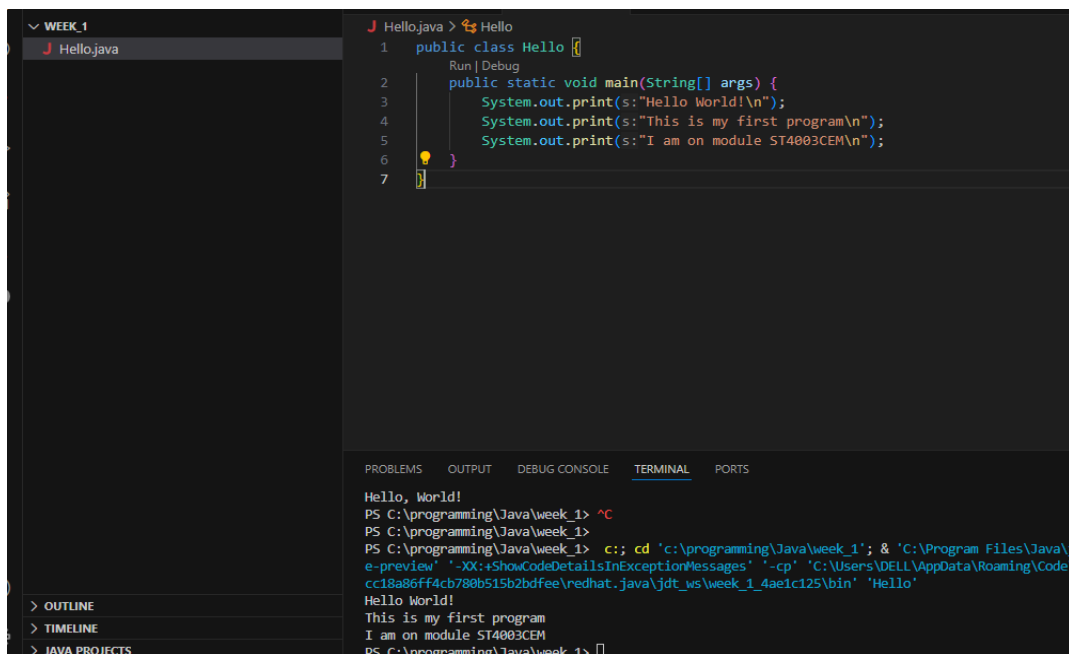 WEEK_1
J Hello.java
OUTLINE
TIMELINE
JAVA PROJECTS
J Hello.java > Hello
1 public class Hello {
Run | Debug
2 public static void main(String[] args) {
3 System.out.print(s:"Hello World!\n");
4 System.out.print(s:"This is my first program\n");
5 System.out.print(s:"I am on module ST4003CEM\n");
6 }
7 }
PROBLEMS OUTPUT DEBUG CONSOLE TERMINAL PORTS
Hello, World!
PS C:\programming\Java\week_1> ^C
PS C:\programming\Java\week_1>
PS C:\programming\Java\week_1> c:; cd 'c:\programming\Java\week_1'; & 'C:\Program Files\Java\
e-preview' '-XX:+ShowCodeDetailsInExceptionMessages' '-cp' 'C:\Users\DELL\AppData\Roaming\Code
cc18a86ff4cb780b515b2bdfee\redhat.java\jdt_ws\week_1_4ae1c125\bin' 'Hello'
Hello World!
This is my first program
I am on module ST4003CEM
PS C:\programming\Java\week_1>